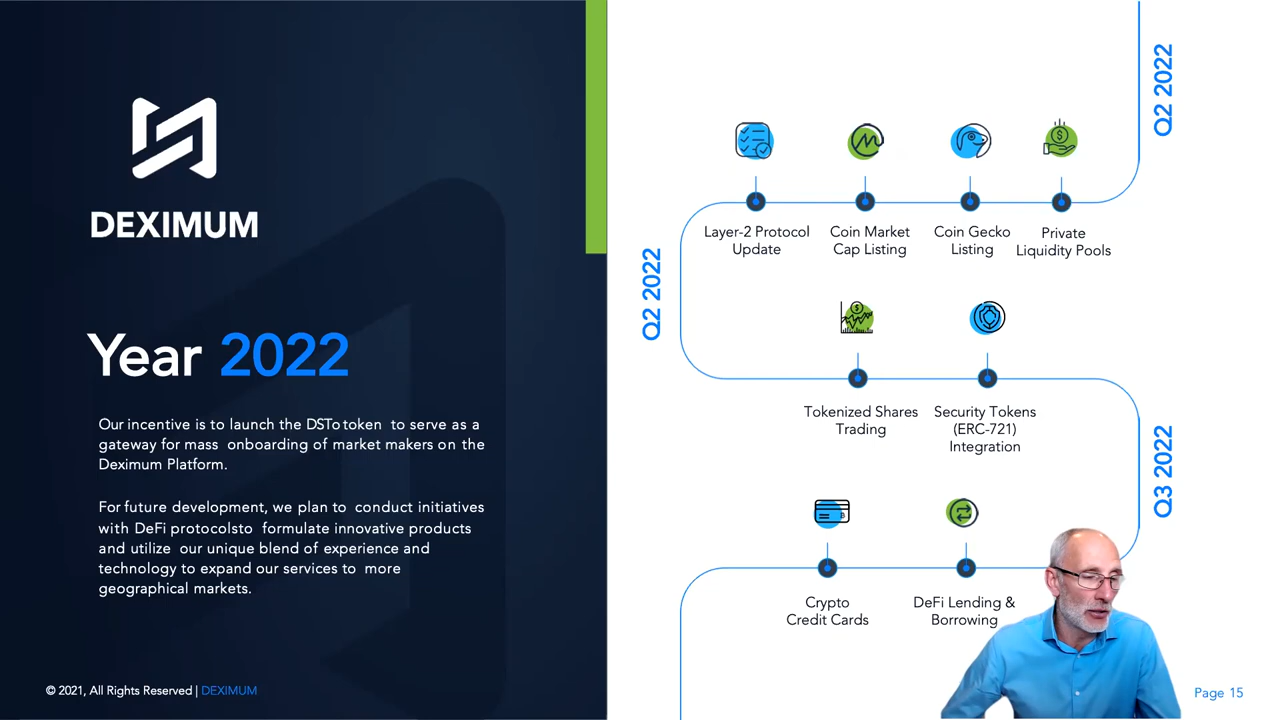 DEXIMUM
Year 2022
Our incentive is to launch the DSTo token to serve as a
gateway for mass onboarding of market makers on the
Deximum Platform.
For future development, we plan to conduct initiatives
with DeFi protocolsto formulate innovative products
and utilize our unique blend of experience and
technology to expand our services to more
geographical markets.
© 2021, All Rights Reserved | DEXIMUM
Q2 2022
Layer-2 Protocol
Update
Coin Market
Cap Listing
Coin Gecko
Listing
Private
Liquidity Pools
Q2 2022
Tokenized Shares
Trading
Security Tokens
(ERC-721)
Integration
Q3 2022
Crypto
Credit Cards
DeFi Lending &
Borrowing
Page 15